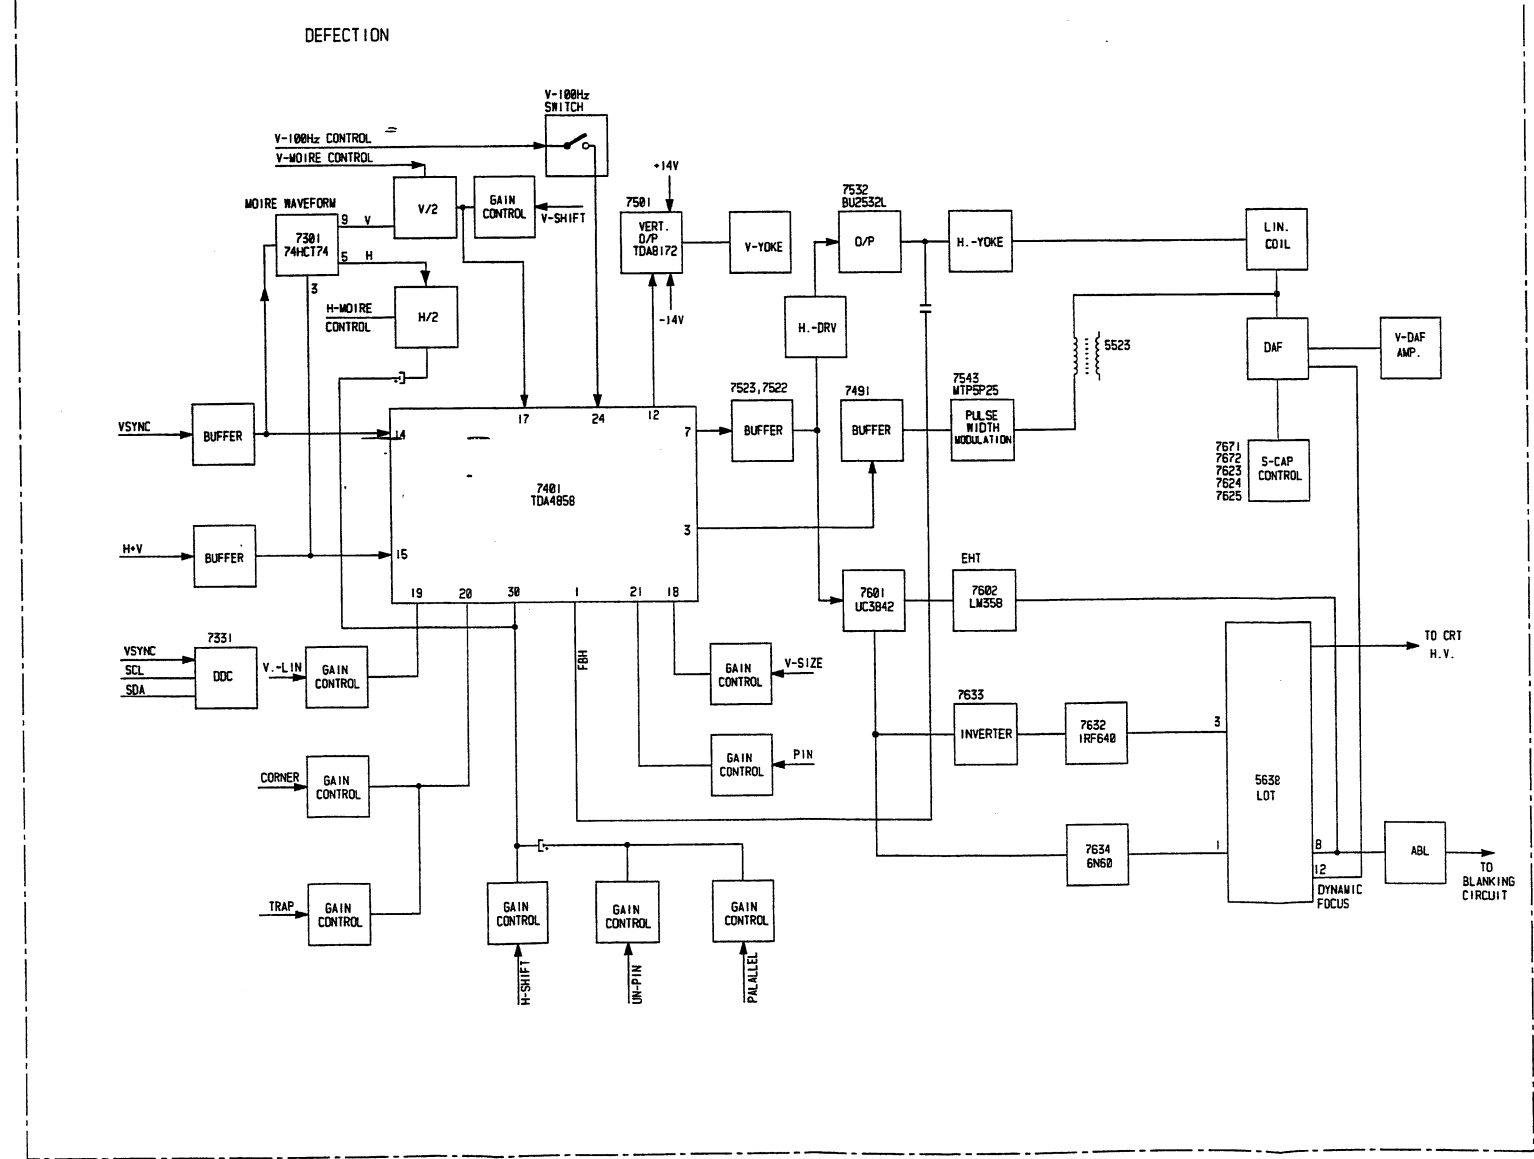 DEFECTION
V-100Hz
SWITCH
V-100Hz CONTROL
V-MOIRE CONTROL
MOIRE WAVEFORM
7301
74HCT74
9
V
5
H
3
V/2
GAIN
CONTROL
V-SHIFT
H-MOIRE
CONTROL
H/2
+14V
7501
VERT.
O/P
TDA8172
-14V
V-YOKE
7532
BU2532L
O/P
H.-YOKE
LIN.
COIL
H.-DRV
5523
DAF
V-DAF
AMP.
VSYNC
BUFFER
14
17
24
12
7
7523,7522
BUFFER
7491
BUFFER
7543
MTP5P25
PULSE
WIDTH
MODULATION
7671
7672
7623
7624
7625
S-CAP
CONTROL
7401
TDA4858
3
H+V
BUFFER
15
19
20
30
1
21
18
7601
UC3842
EHT
7602
LM358
7331
VSYNC
SCL
SDA
DDC
V.-LIN
GAIN
CONTROL
FBH
GAIN
CONTROL
V-SIZE
TO CRT
H.V.
7633
INVERTER
7632
IRF640
3
GAIN
CONTROL
PIN
CORNER
GAIN
CONTROL
5638
LOT
7634
6N60
1
8
12
DYNAMIC
FOCUS
ABL
TO
BLANKING
CIRCUIT
TRAP
GAIN
CONTROL
GAIN
CONTROL
GAIN
CONTROL
GAIN
CONTROL
H-SHIFT
UN-PIN
PALALLEL